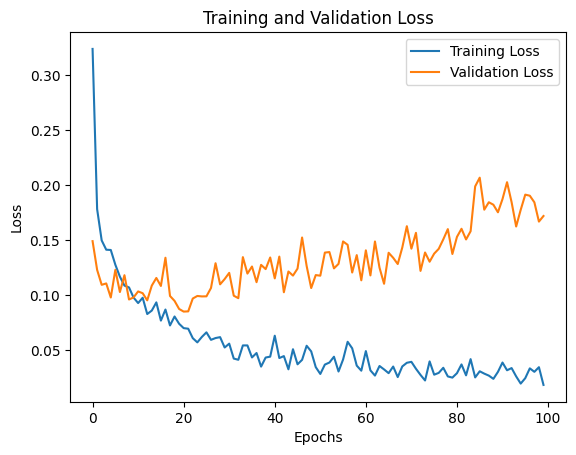 Training and Validation Loss
Training Loss
Validation Loss
0.30
0.25
0.20
0.15
0.10
0.05
Loss
0 20 40 60 80 100
Epochs